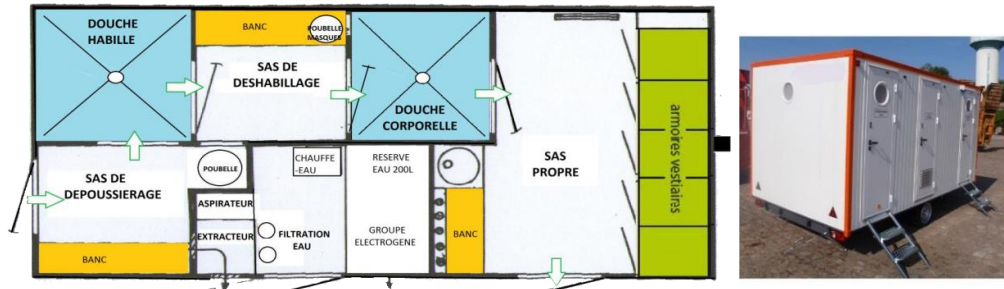 DOUCHE
HABILLE
BANC
POUBELLE
MASQUES
SAS DE
DESHABILLAGE
DOUCHE
CORPORELLE
SAS DE
DEPOUSSIERAGE
POUBELLE
ASPIRATEUR
EXTRACTEUR
BANC
CHAUFFE
-EAU
FILTRATION
EAU
RESERVE
EAU 200L
GROUPE
ELECTROGENE
BANC
SAS
PROPRE
armoires vestiaires